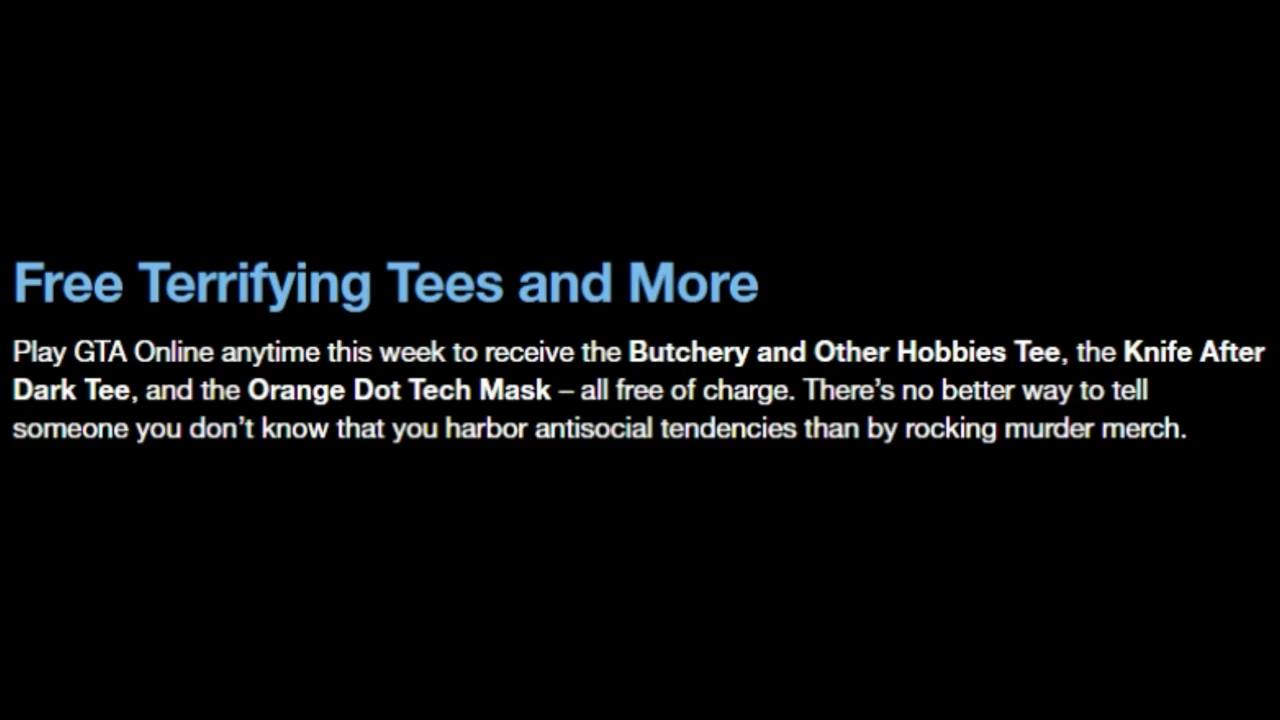 Free Terrifying Tees and More
Play GTA Online anytime this week to receive the Butchery and Other Hobbies Tee, the Knife After
Dark Tee, and the Orange Dot Tech Mask – all free of charge. There’s no better way to tell
someone you don’t know that you harbor antisocial tendencies than by rocking murder merch.